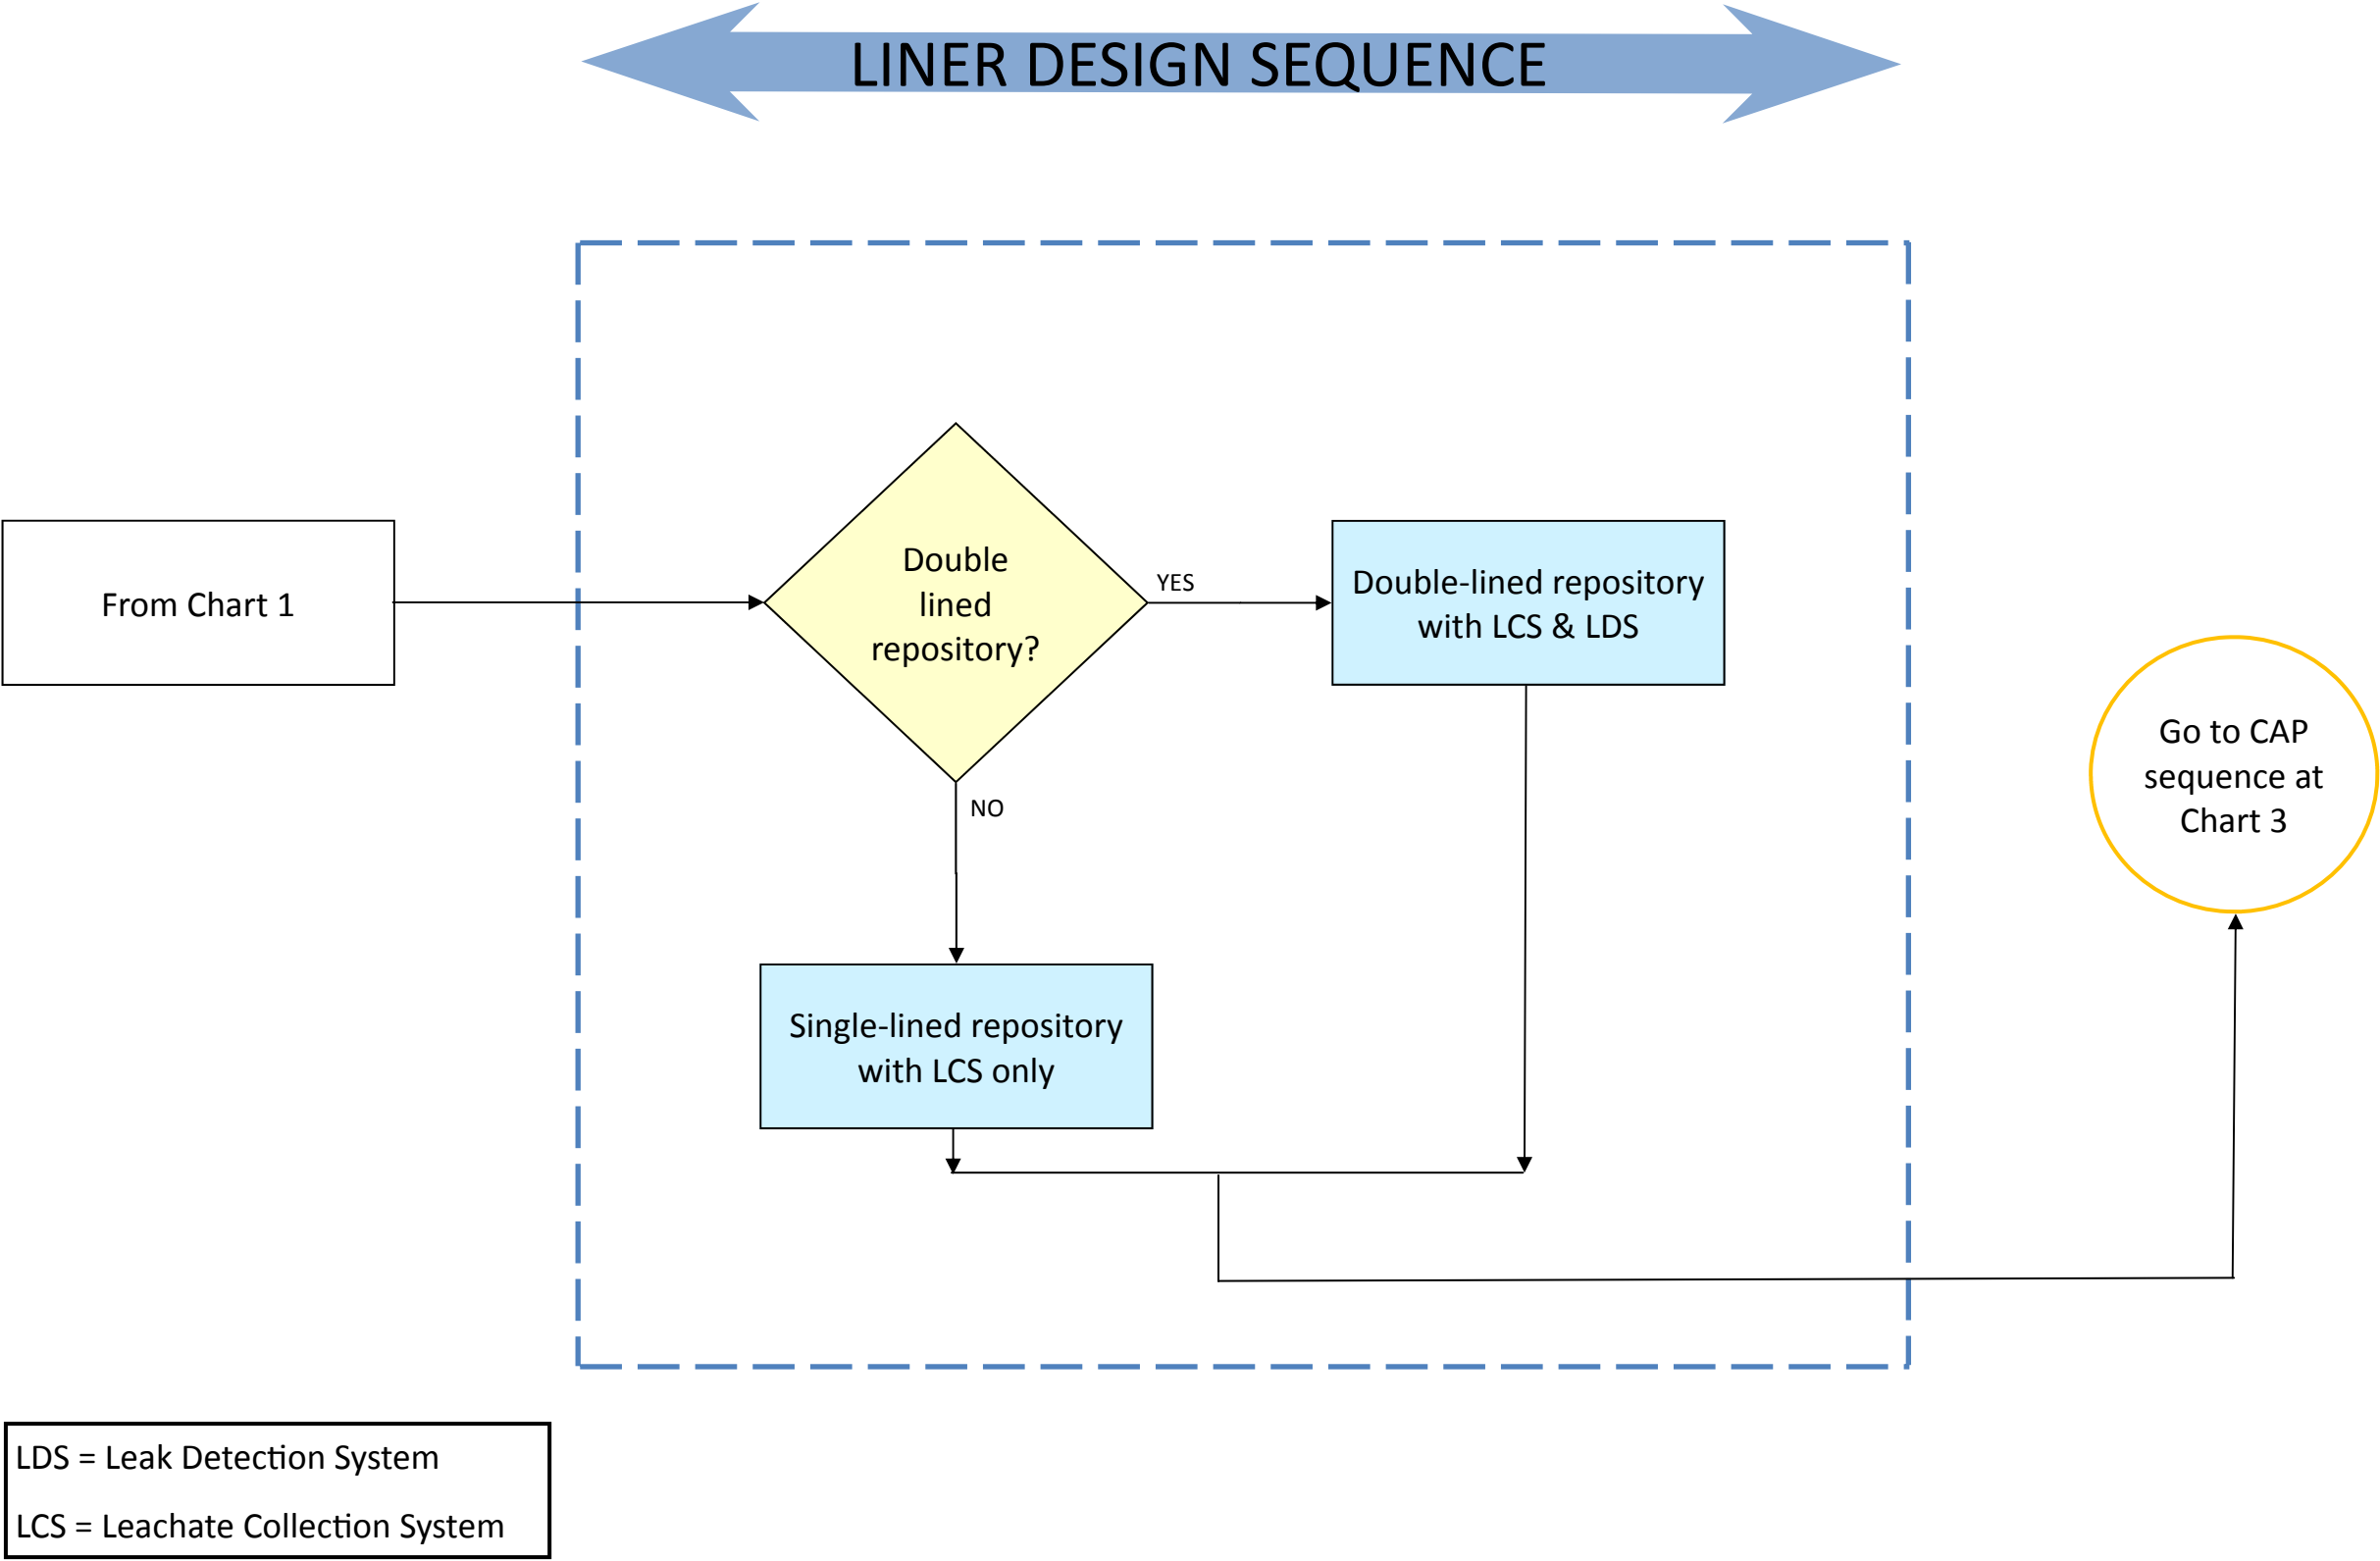 LINER DESIGN SEQUENCE
From Chart 1
Double
lined
repository?
YES
Double-lined repository
with LCS & LDS
NO
Single-lined repository
with LCS only
Go to CAP
sequence at
Chart 3
LDS = Leak Detection System
LCS = Leachate Collection System